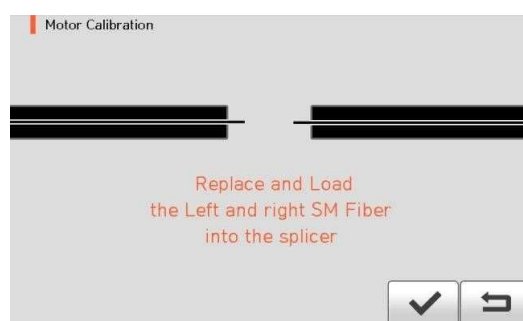 Motor Calibration
Replace and Load
the Left and right SM Fiber
into the splicer